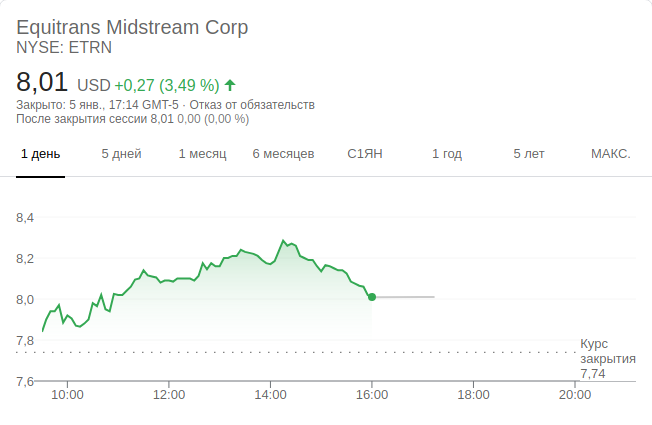 Equitrans Midstream Corp
NYSE: ETRN
8,01 USD +0,27 (3,49 %)
Закрыто: 5 янв., 17:14 GMT-5 · Отказ от обязательств
После закрытия сессии 8,01 0,00 (0,00 %)
1 день 5 дней 1 месяц 6 месяцев С1ЯН 1 год 5 лет МАКС.
8,4
8,2
8,0
7,8
Курс
закрытия
7,74
7,6
10:00 12:00 14:00 16:00 18:00 20:00